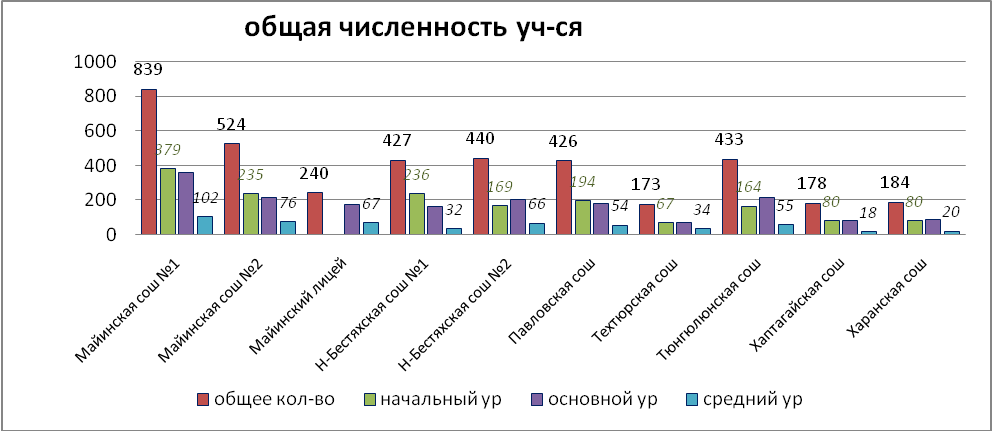 общая численность уч-ся
1000
800
600
400
200
0
839
379
102
524
235
76
240
67
427
236
32
440
169
66
426
194
54
173
67
34
433
164
55
178
80
18
184
80
20
Майинская сош №1
Майинская сош №2
Майинский лицей
Н-Бестяхская сош №1
Н-Бестяхская сош №2
Павловская сош
Техтюрская сош
Тюнгюлюнская сош
Хаптагайская сош
Харанская сош
общее кол-во начальный ур основной ур средний ур